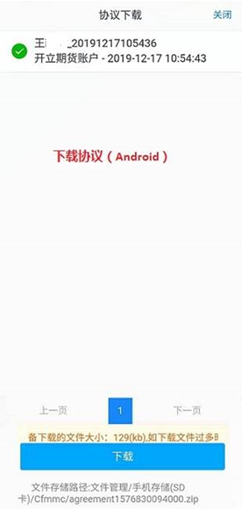 协议下载 关闭
王 _20191217105436
开立期货账户 - 2019-12-17 10:54:43
下载协议（Android）
上一页 1 下一页
备下载的文件大小：129(kb),如下载文件过多
下载
文件存储路径:文件管理/手机存储(SD
卡)/Cfmmc/agreement1576830094000.zip